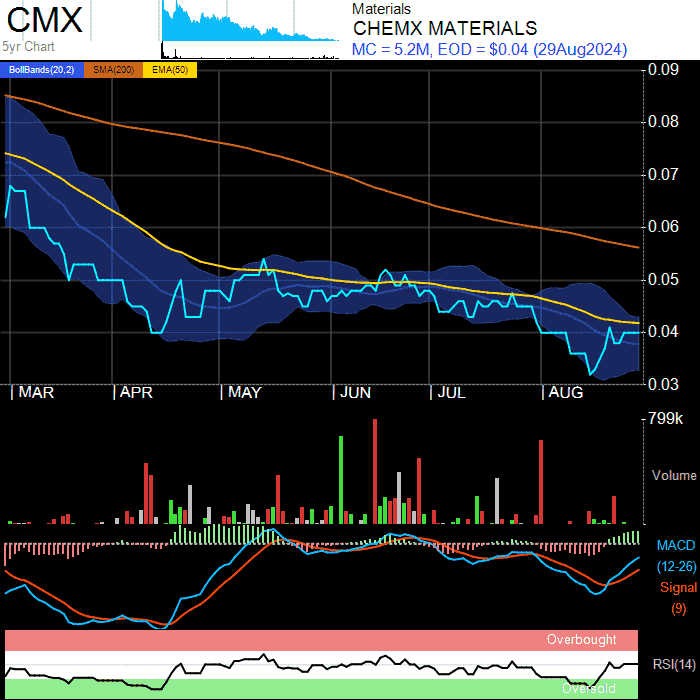 CMX
5yr Chart
Materials
CHEMX MATERIALS
MC = 5.2M, EOD = $0.04 (29Aug2024)
BollBands(20,2) SMA(200) EMA(50)
0.09
0.08
0.07
0.06
0.05
0.04
0.03
MAR APR MAY JUN JUL AUG
799k
Volume
MACD
(12-26)
Signal
(9)
Overbought
RSI(14)
Oversold